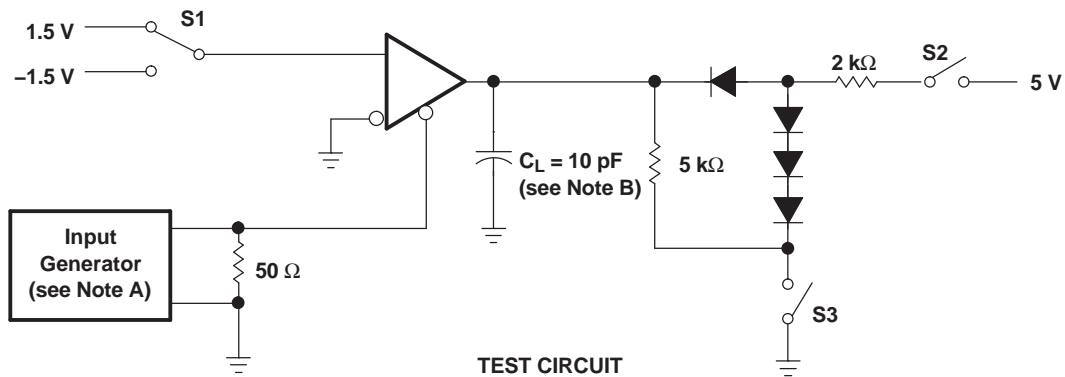 1.5 V
S1
–1.5 V
S2
2 kΩ
5 V
CL = 10 pF
(see Note B)
5 kΩ
Input
Generator
(see Note A)
50 Ω
S3
TEST CIRCUIT